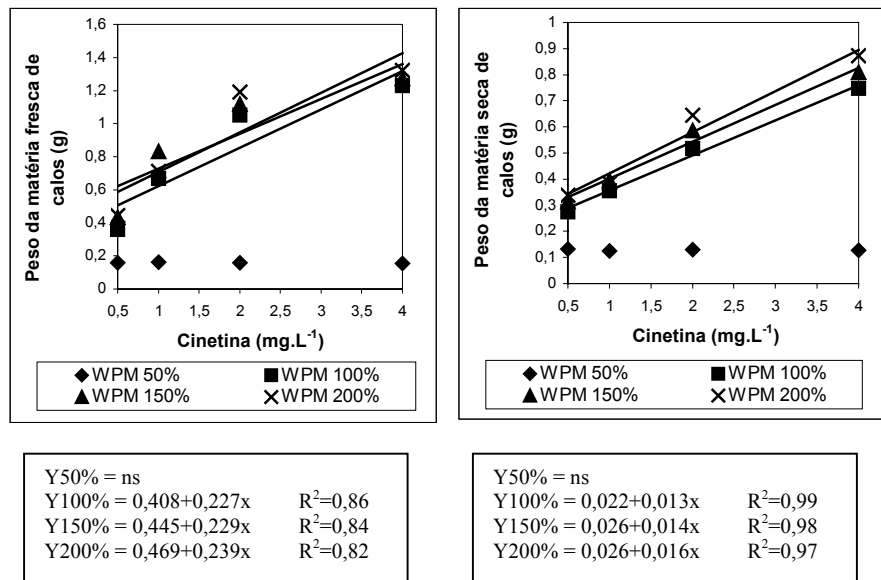 Peso da matéria fresca de
calos (g)
1,6
1,4
1,2
1
0,8
0,6
0,4
0,2
0
0,5 1 1,5 2 2,5 3 3,5 4
Cinetina (mg.L-1)
WPM 50% WPM 100%
WPM 150% WPM 200%
Y50% = ns
Y100% = 0,408+0,227x R²=0,86
Y150% = 0,445+0,229x R²=0,84
Y200% = 0,469+0,239x R²=0,82
Peso da matéria seca de
calos (g)
1
0,9
0,8
0,7
0,6
0,5
0,4
0,3
0,2
0,1
0
0,5 1 1,5 2 2,5 3 3,5 4
Cinetina (mg.L-1)
WPM 50% WPM 100%
WPM 150% WPM 200%
Y50% = ns
Y100% = 0,022+0,013x R²=0,99
Y150% = 0,026+0,014x R²=0,98
Y200% = 0,026+0,016x R²=0,97